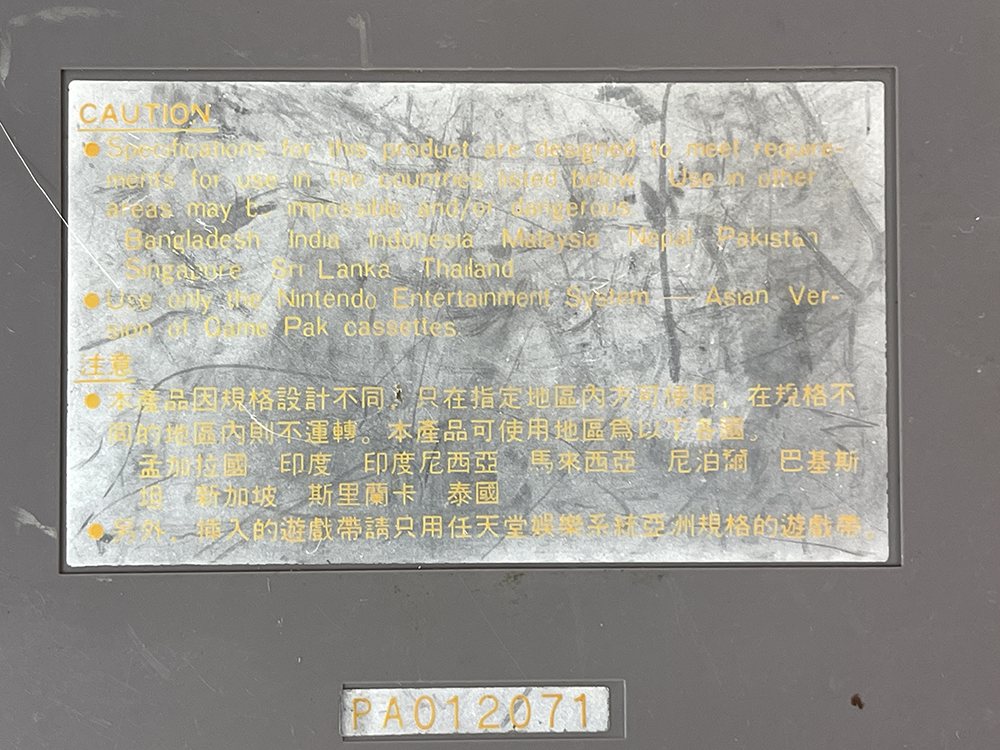 CAUTION
● Specifications for this product are designed to meet require-
ments for use in the countries listed below. Use in other
areas may be impossible and/or dangerous.
Bangladesh India Indonesia Malaysia Nepal Pakistan
Singapore Sri Lanka Thailand
● Use only the Nintendo Entertainment System — Asian Ver-
sion of Game Pak cassettes.
主意
● 本產品因規格設計不同，只在指定地區內方可使用，在規格不
同的地區內則不運轉。本產品可使用地區為以下各國。
孟加拉國 印度 印度尼西亞 馬來西亞 尼泊爾 巴基斯
坦 新加坡 斯里蘭卡 泰國
● 另外，挿入的遊戲帶請只用任天堂娛樂系統亞洲規格的遊戲帶。
PA012071